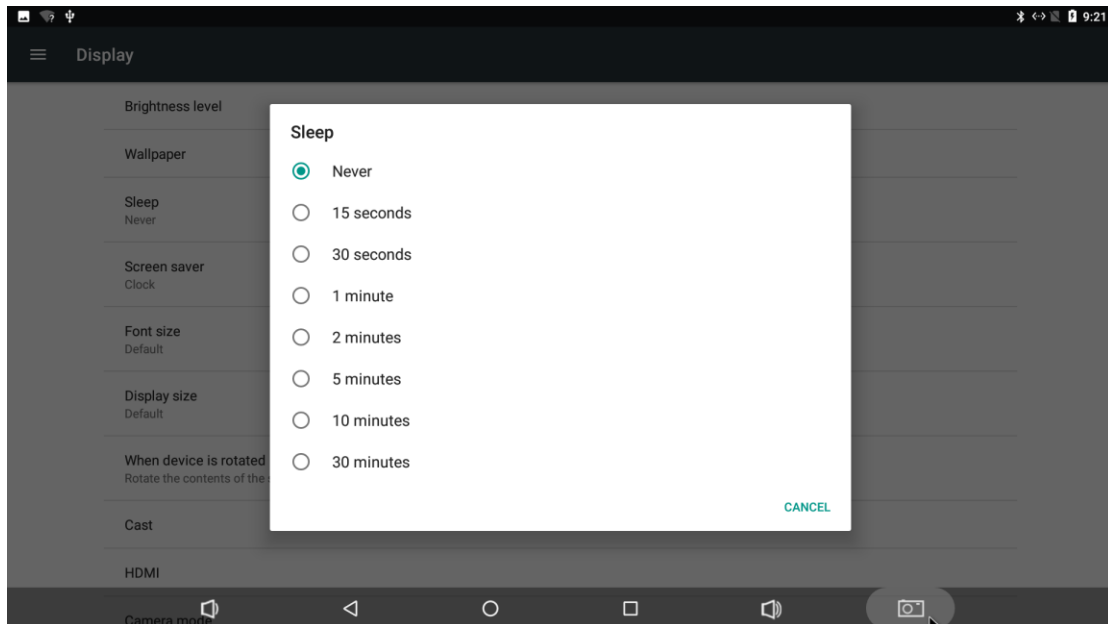 9:21
Display
Brightness level
Wallpaper
Sleep
Never
Screen saver
Clock
Font size
Default
Display size
Default
When device is rotated
Rotate the contents of the
Cast
HDMI
Camera mode
Sleep
Never
15 seconds
30 seconds
1 minute
2 minutes
5 minutes
10 minutes
30 minutes
CANCEL